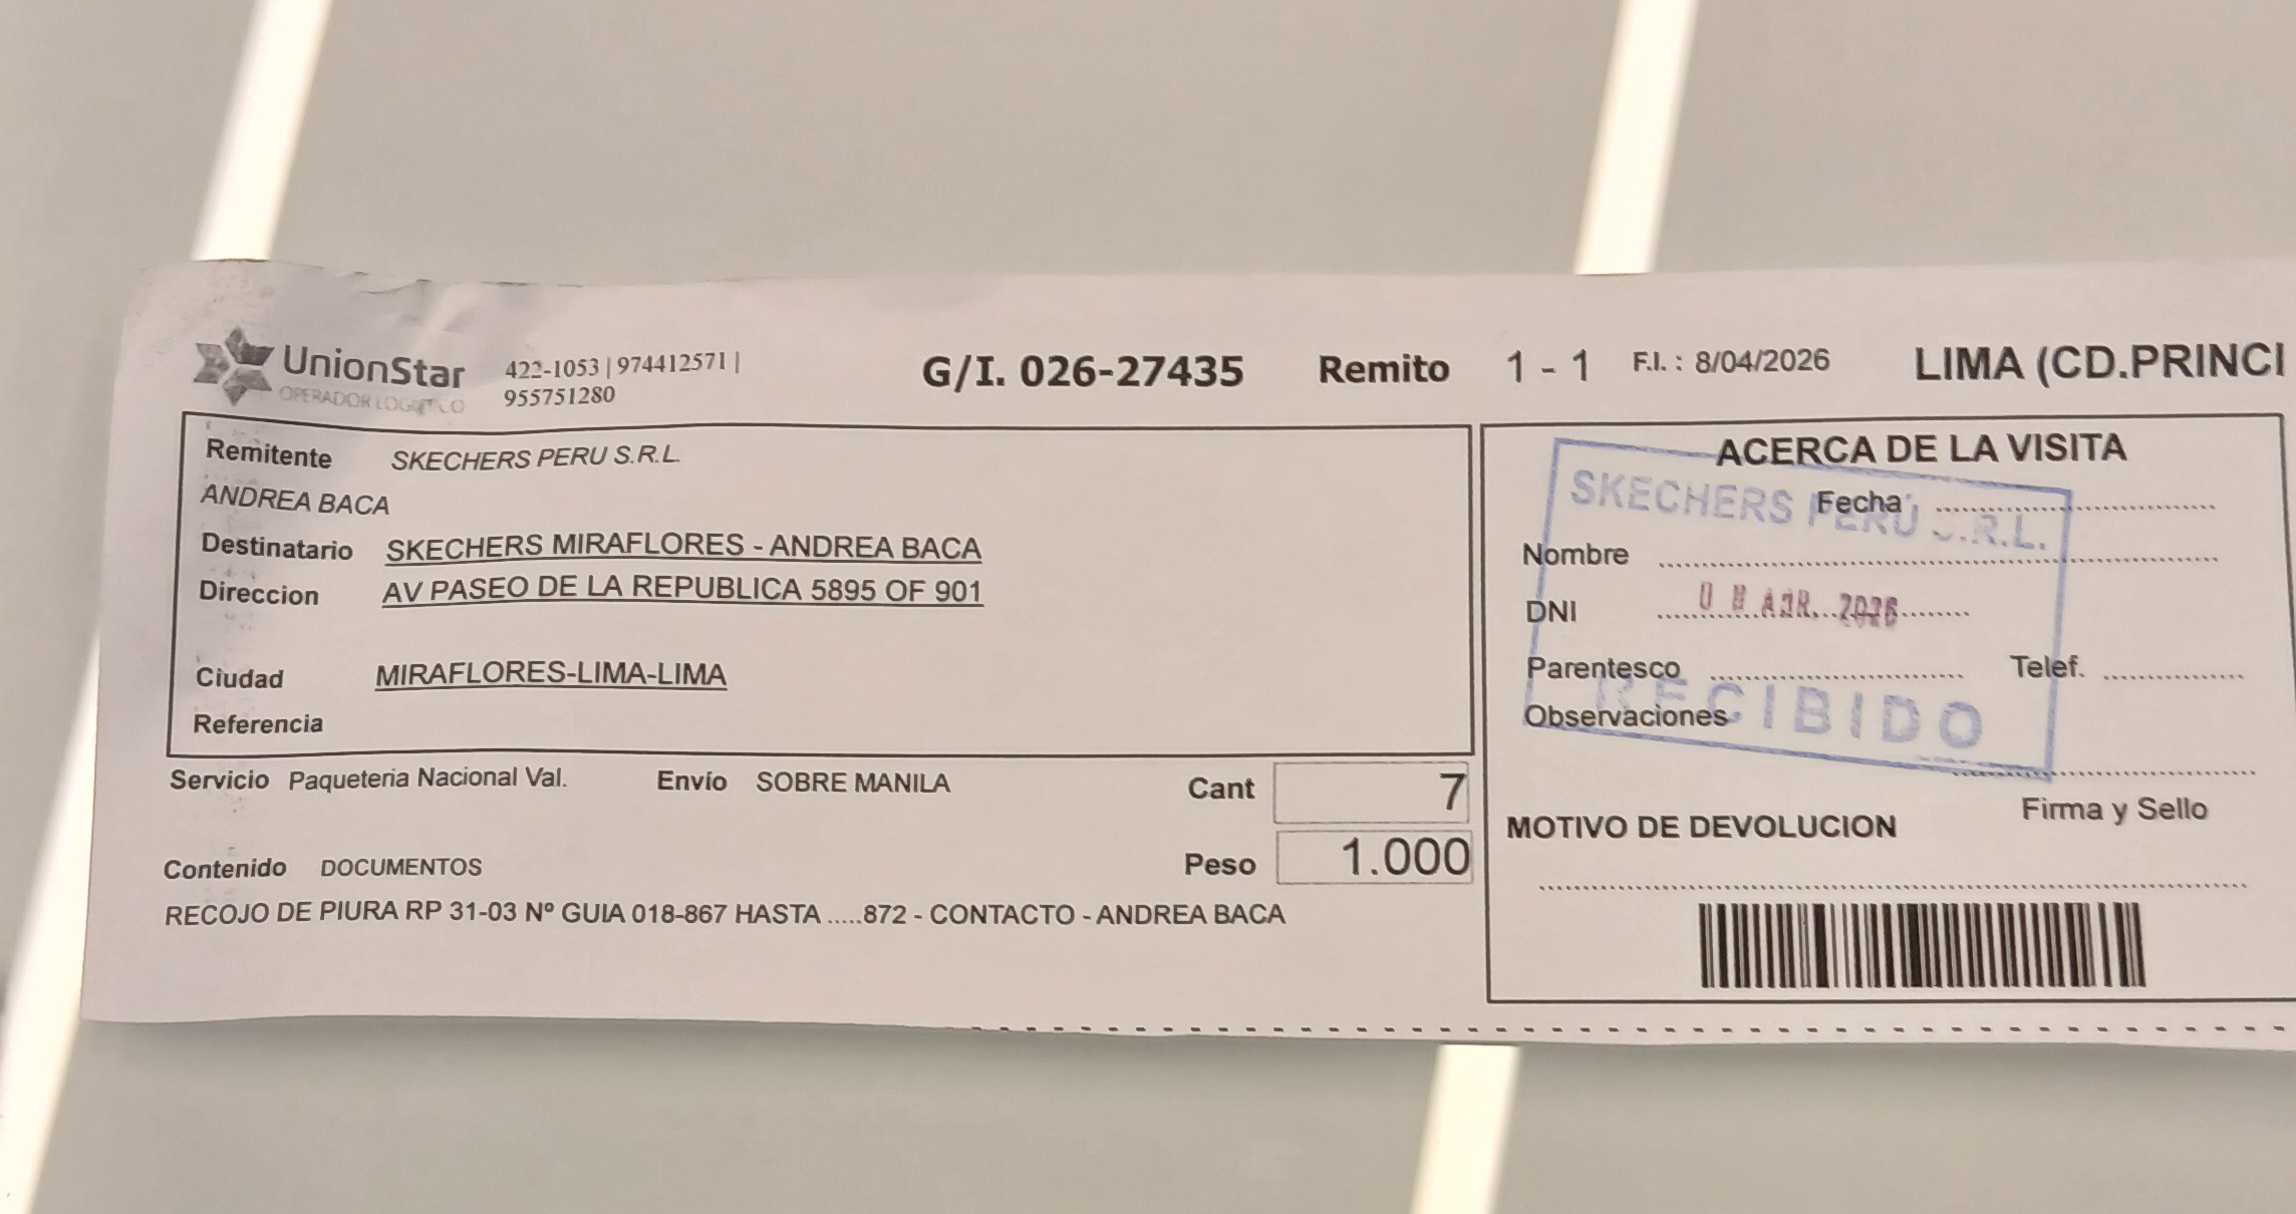 UnionStar
OPERADOR LOGISTICO
422-1053 | 974412571 |
955751280
G/I. 026-27435 Remito 1 - 1 F.I. : 8/04/2026 LIMA (CD.PRINCI
Remitente SKECHERS PERU S.R.L.
ANDREA BACA
Destinatario SKECHERS MIRAFLORES - ANDREA BACA
Direccion AV PASEO DE LA REPUBLICA 5895 OF 901
Ciudad MIRAFLORES-LIMA-LIMA
Referencia
Servicio Paqueteria Nacional Val. Envío SOBRE MANILA Cant 7
Contenido DOCUMENTOS Peso 1.000
RECOJO DE PIURA RP 31-03 Nº GUIA 018-867 HASTA .....872 - CONTACTO - ANDREA BACA
ACERCA DE LA VISITA
Fecha
Nombre
DNI
Parentesco Telef.
Observaciones
Firma y Sello
MOTIVO DE DEVOLUCION
SKECHERS PERU S.R.L.
ABR. 2026
RECIBIDO